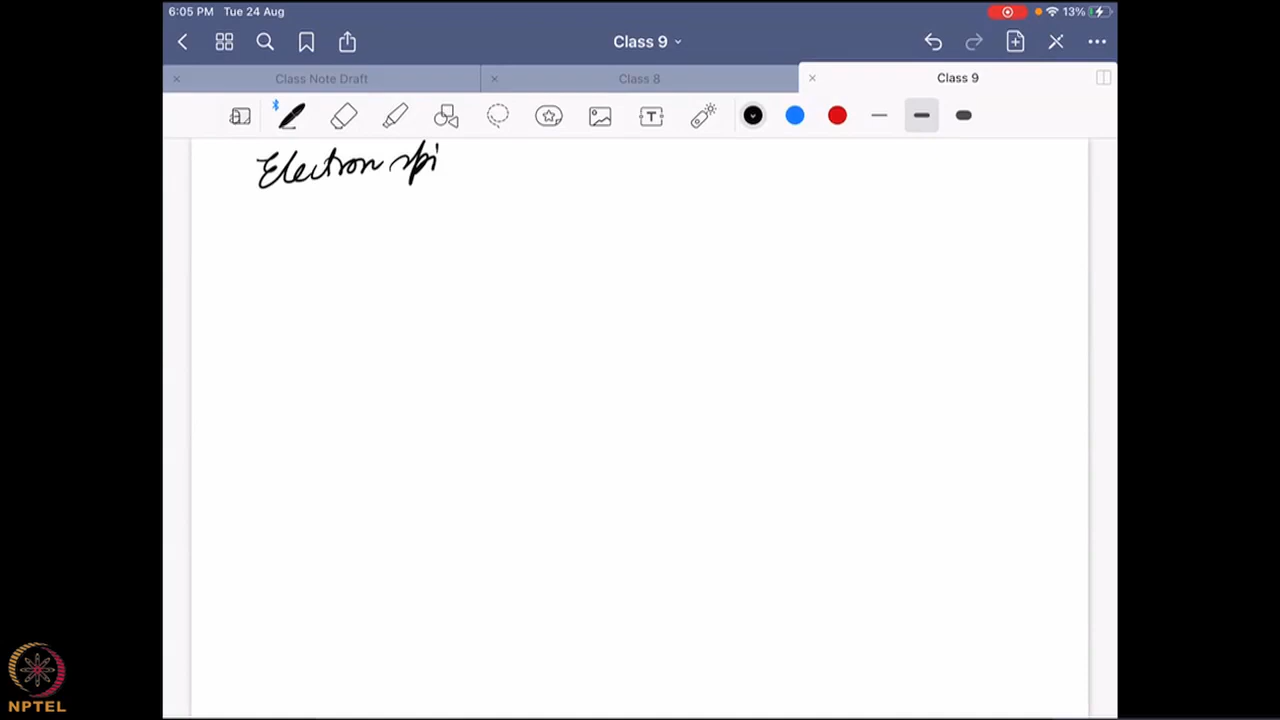 6:05 PM Tue 24 Aug 13%
Class 9
Class Note Draft Class 8 Class 9
T
Electron spi
NPTEL